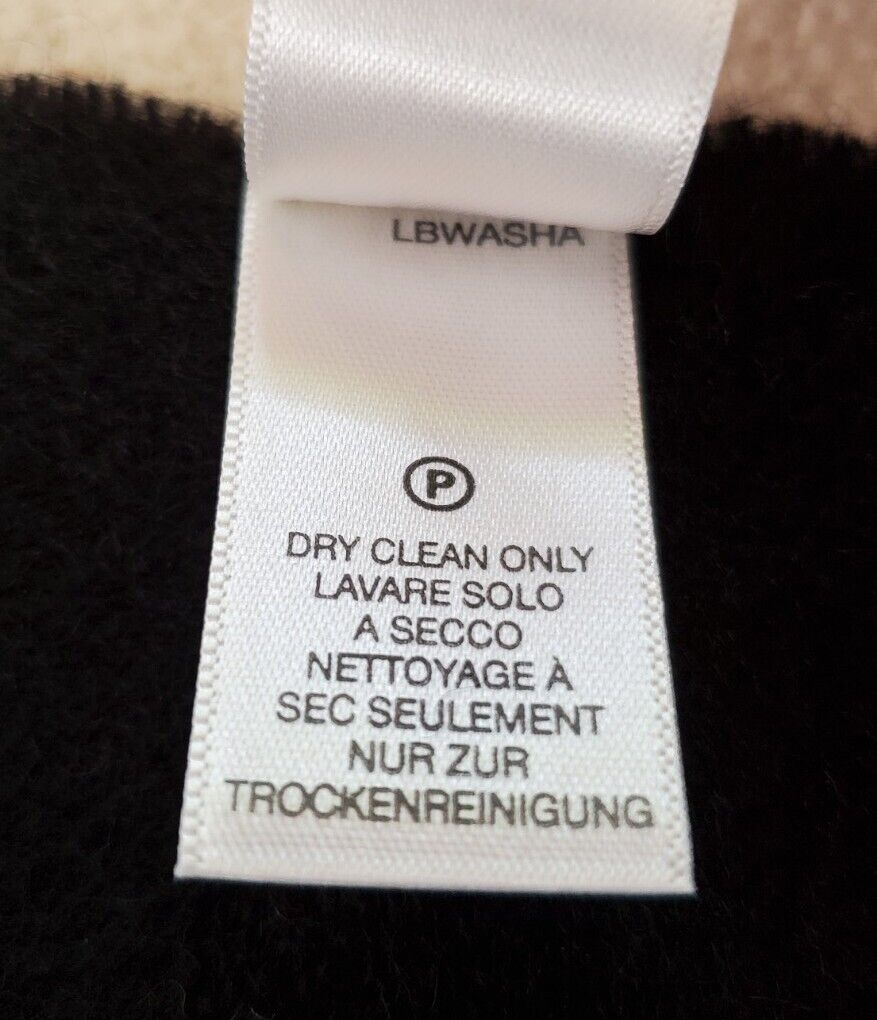 LBWASHA
P
DRY CLEAN ONLY
LAVARE SOLO
A SECCO
NETTOYAGE À
SEC SEULEMENT
NUR ZUR
TROCKENREINIGUNG